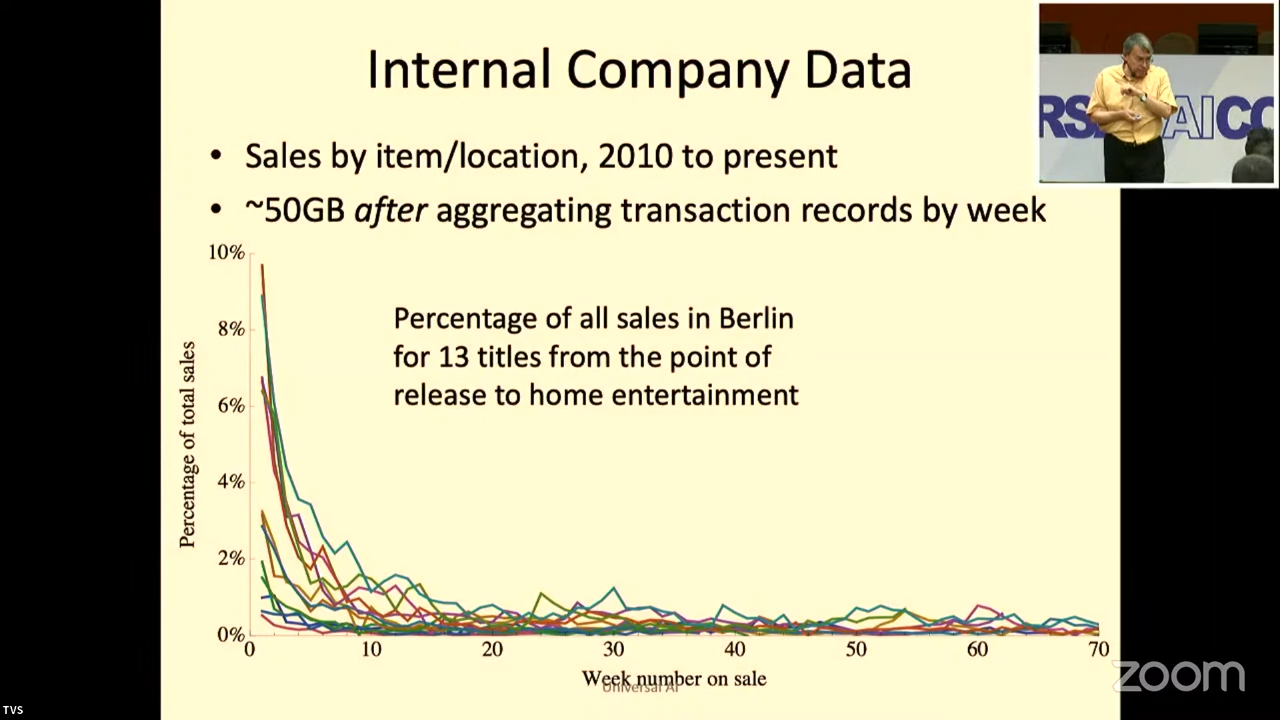 Internal Company Data
• Sales by item/location, 2010 to present
• ~50GB after aggregating transaction records by week
Percentage of all sales in Berlin
for 13 titles from the point of
release to home entertainment
Percentage of total sales
10%
8%
6%
4%
2%
0%
0 10 20 30 40 50 60 70
Week number on sale
Universal AI
RS
AI CO
zoom
TVS